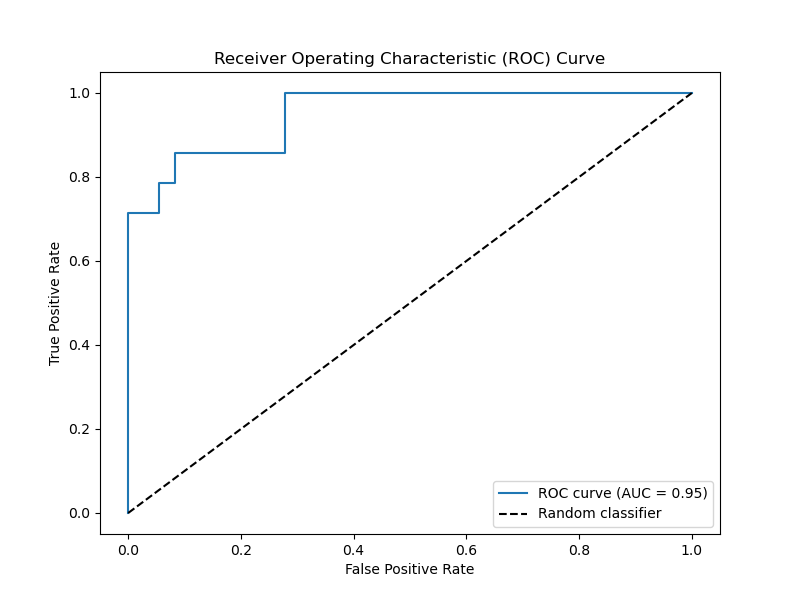 Receiver Operating Characteristic (ROC) Curve
1.0
0.8
0.6
0.4
0.2
0.0
True Positive Rate
ROC curve (AUC = 0.95)
Random classifier
0.0 0.2 0.4 0.6 0.8 1.0
False Positive Rate